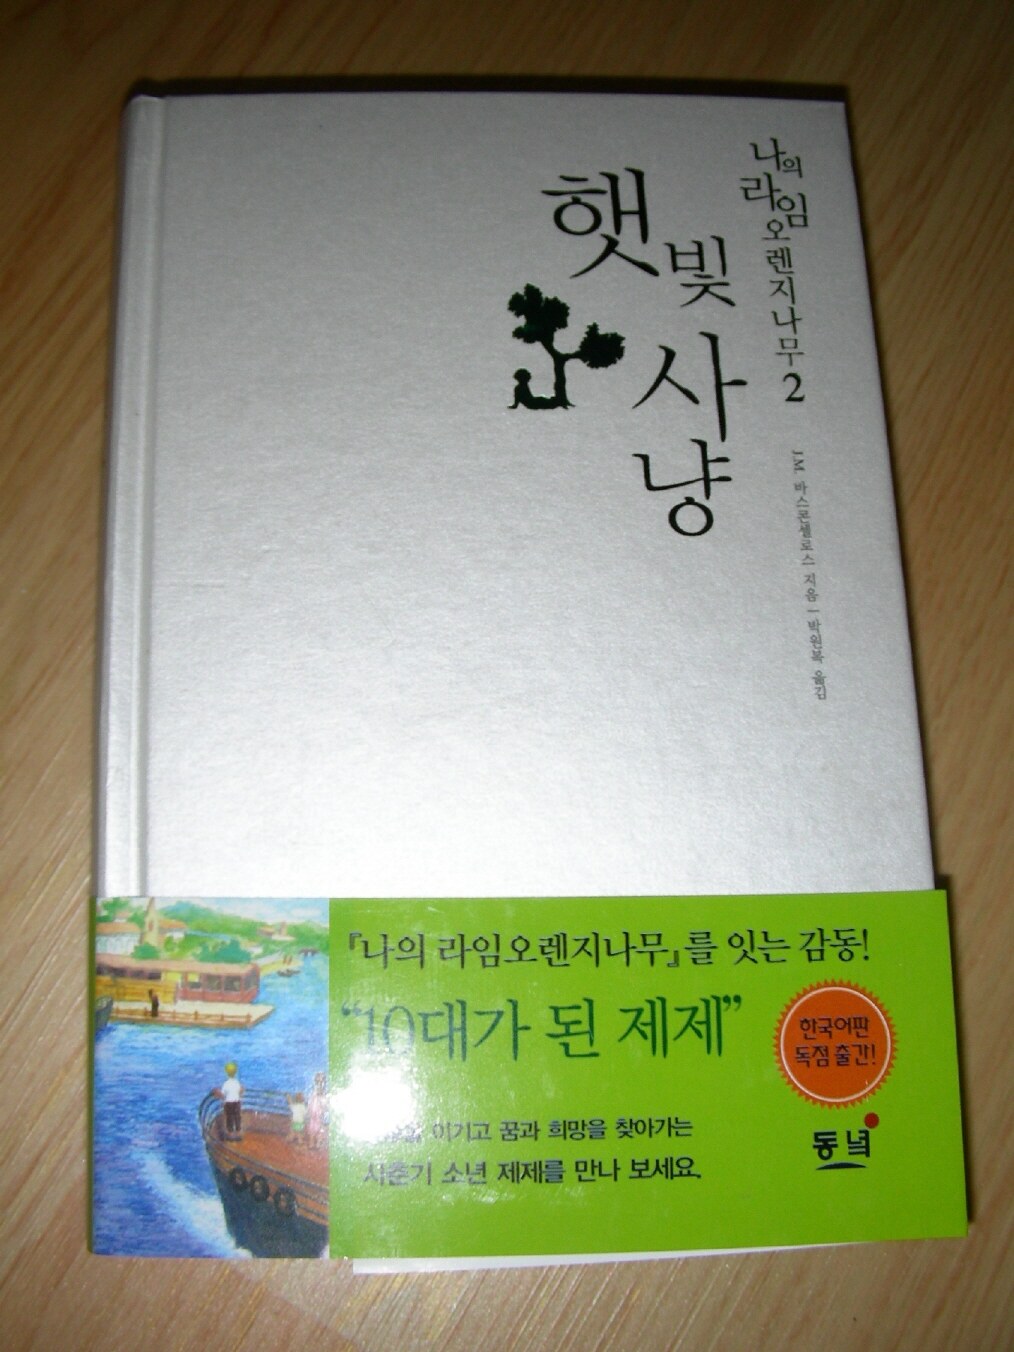 햇빛사냥
나의 라임오렌지나무 2
J.M 바스콘셀로스 지음 | 박원복 옮김
『나의 라임오렌지나무』를 잇는 감동!
“10대가 된 제제”
이기고 꿈과 희망을 찾아가는
사춘기 소년 제제를 만나 보세요.
한국어판
독점 출간!
동녘